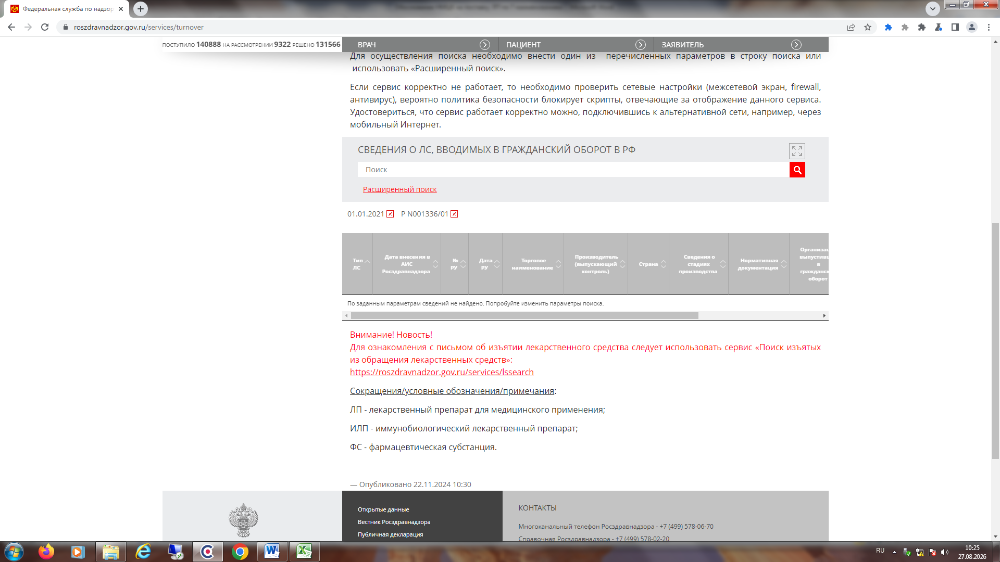 Федеральная служба по надзор
roszdravnadzor.gov.ru/services/turnover
ПОСТУПИЛО 140888 НА РАССМОТРЕНИИ 9322 РЕШЕНО 131566
ВРАЧ
ПАЦИЕНТ
ЗАЯВИТЕЛЬ
Для осуществления поиска необходимо внести один из перечисленных параметров в строку поиска или
использовать «Расширенный поиск».
Если сервис корректно не работает, то необходимо проверить сетевые настройки (межсетевой экран, firewall,
антивирус), вероятно политика безопасности блокирует скрипты, отвечающие за отображение данного сервиса.
Удостовериться, что сервис работает корректно можно, подключившись к альтернативной сети, например, через
мобильный Интернет.
СВЕДЕНИЯ О ЛС, ВВОДИМЫХ В ГРАЖДАНСКИЙ ОБОРОТ В РФ
Поиск
Расширенный поиск
01.01.2021 P N001336/01
Тип
ЛС
Дата внесения в
АИС
Росздравнадзора
№
РУ
Дата
РУ
Торговое
наименование
Производитель
(выпускающий
контроль)
Страна
Сведения о
стадиях
производства
Нормативная
документация
Организац
выпустивш
в
гражданск
оборот
По заданным параметрам сведений не найдено. Попробуйте изменить параметры поиска.
Внимание! Новость!
Для ознакомления с письмом об изъятии лекарственного средства следует использовать сервис «Поиск изъятых
из обращения лекарственных средств»:
https://roszdravnadzor.gov.ru/services/lssearch
Сокращения/условные обозначения/примечания:
ЛП - лекарственный препарат для медицинского применения;
ИЛП - иммунобиологический лекарственный препарат;
ФС - фармацевтическая субстанция.
— Опубликовано 22.11.2024 10:30
Открытые данные
Вестник Росздравнадзора
Публичная декларация
КОНТАКТЫ
Многоканальный телефон Росздравнадзора - +7 (499) 578-06-70
Справочная Росздравнадзора - +7 (499) 578-02-20
RU
10:25
27.08.2026